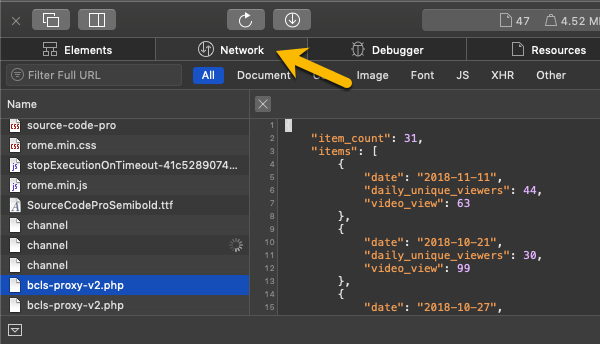 47 4.52 M
Elements Network Debugger Resources
Filter Full URL All Document Image Font JS XHR Other
Name
source-code-pro
rome.min.css
stopExecutionOnTimeout-41c5289074...
rome.min.js
SourceCodeProSemibold.ttf
channel
channel
channel
bcls-proxy-v2.php
bcls-proxy-v2.php
1
2 "item_count": 31,
3 "items": [
4 {
5 "date": "2018-11-11",
6 "daily_unique_viewers": 44,
7 "video_view": 63
8 },
9 {
10 "date": "2018-10-21",
11 "daily_unique_viewers": 30,
12 "video_view": 99
13 },
14 {
15 "date": "2018-10-27",